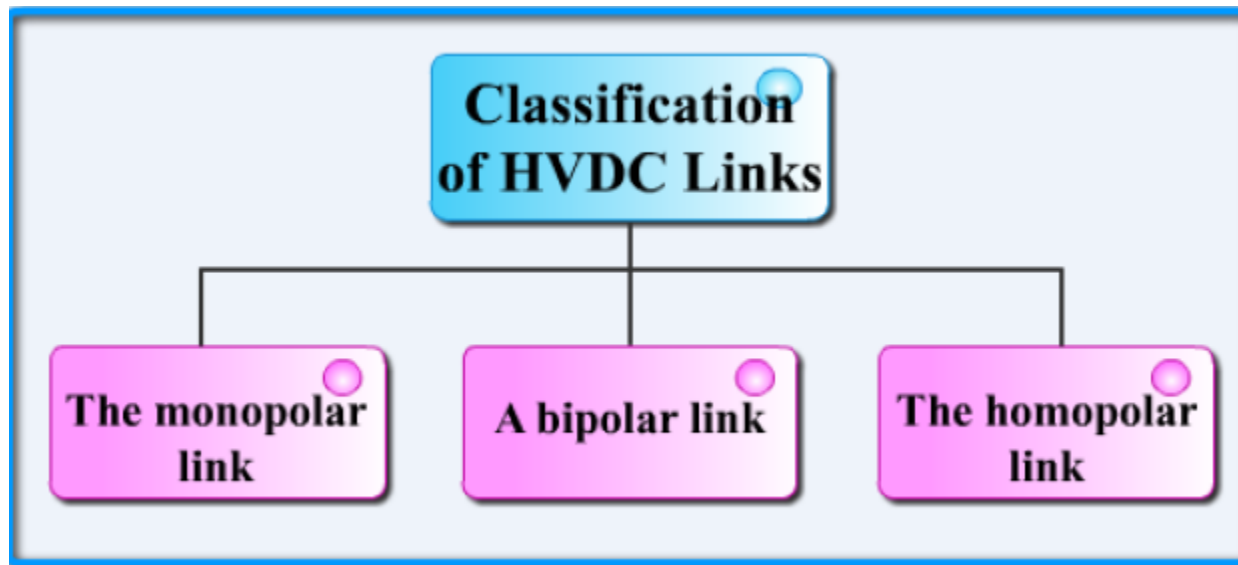 Classification
of HVDC Links
The monopolar
link
A bipolar link
The homopolar
link